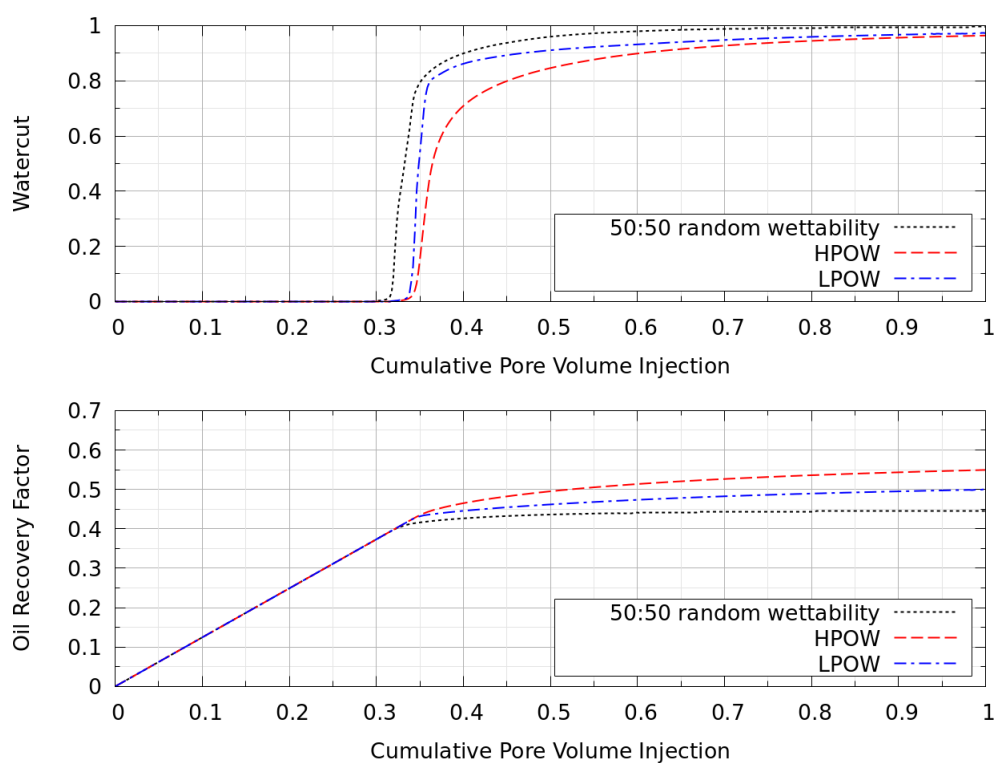 1
0.8
0.6
0.4
0.2
0
Watercut
50:50 random wettability
HPOW
LPOW
0 0.1 0.2 0.3 0.4 0.5 0.6 0.7 0.8 0.9 1
Cumulative Pore Volume Injection
0.7
0.6
0.5
0.4
0.3
0.2
0.1
0
Oil Recovery Factor
50:50 random wettability
HPOW
LPOW
0 0.1 0.2 0.3 0.4 0.5 0.6 0.7 0.8 0.9 1
Cumulative Pore Volume Injection